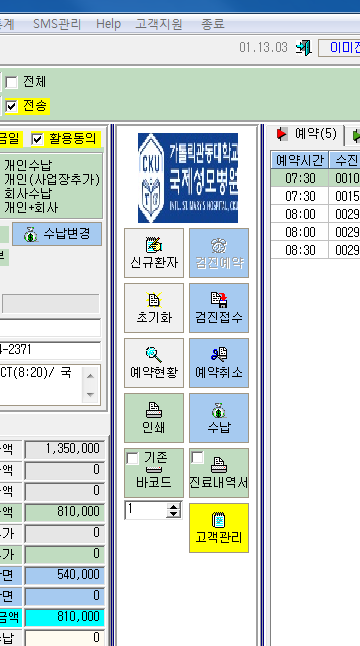 통계 SMS관리 Help 고객지원 종료
01.13.03 이미전
전체
전송
금일 활용동의 예약(5)
개인수납
개인(사업장추가)
회사수납
개인+회사
수납변경
부
4-2371
CT(8:20)/ 국
CKU 가톨릭관동대학교
국제성모병원
INT'L ST. MARY'S HOSPITAL, CKU
신규환자 검진예약
초기화 검진접수
예약현황 예약취소
인쇄 수납
기존
바코드 진료내역서
1
고객관리
예약시간 수진
07:30 0010
07:30 0015
08:00 0029
08:00 0029
08:30 0029
금액 1,350,000
액 0
액 0
액 810,000
가 0
가 0
면 540,000
면 0
금액 810,000
수납 0